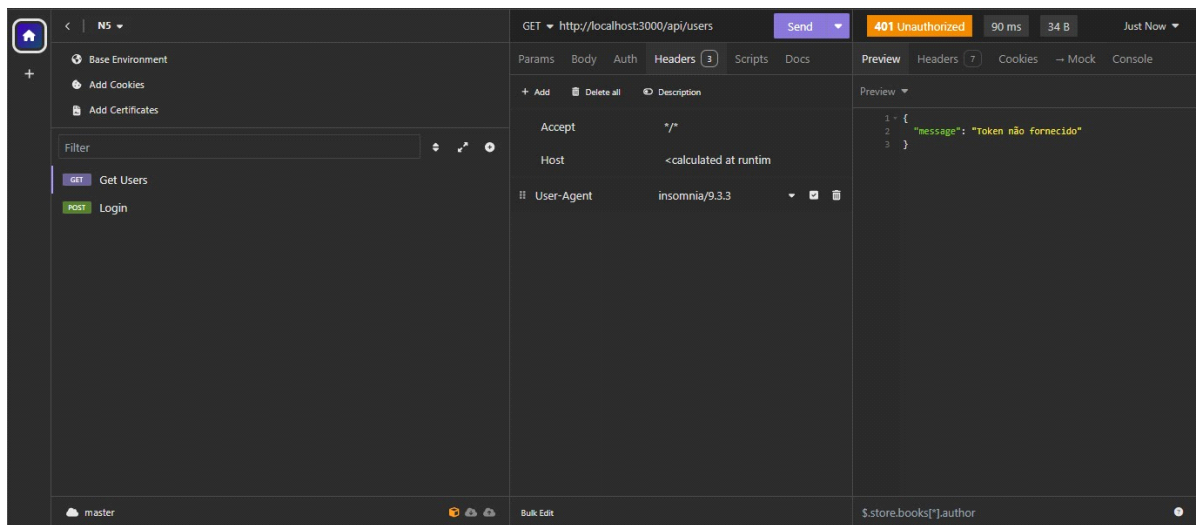 N5
Base Environment
Add Cookies
Add Certificates
Filter
GET Get Users
POST Login
master
GET http://localhost:3000/api/users Send
Params Body Auth Headers 3 Scripts Docs
+ Add Delete all Description
Accept */*
Host <calculated at runtim
User-Agent insomnia/9.3.3
Bulk Edit
401 Unauthorized 90 ms 34 B Just Now
Preview Headers 7 Cookies → Mock Console
Preview
1 {
2 "message": "Token não fornecido"
3 }
$.store.books[*].author